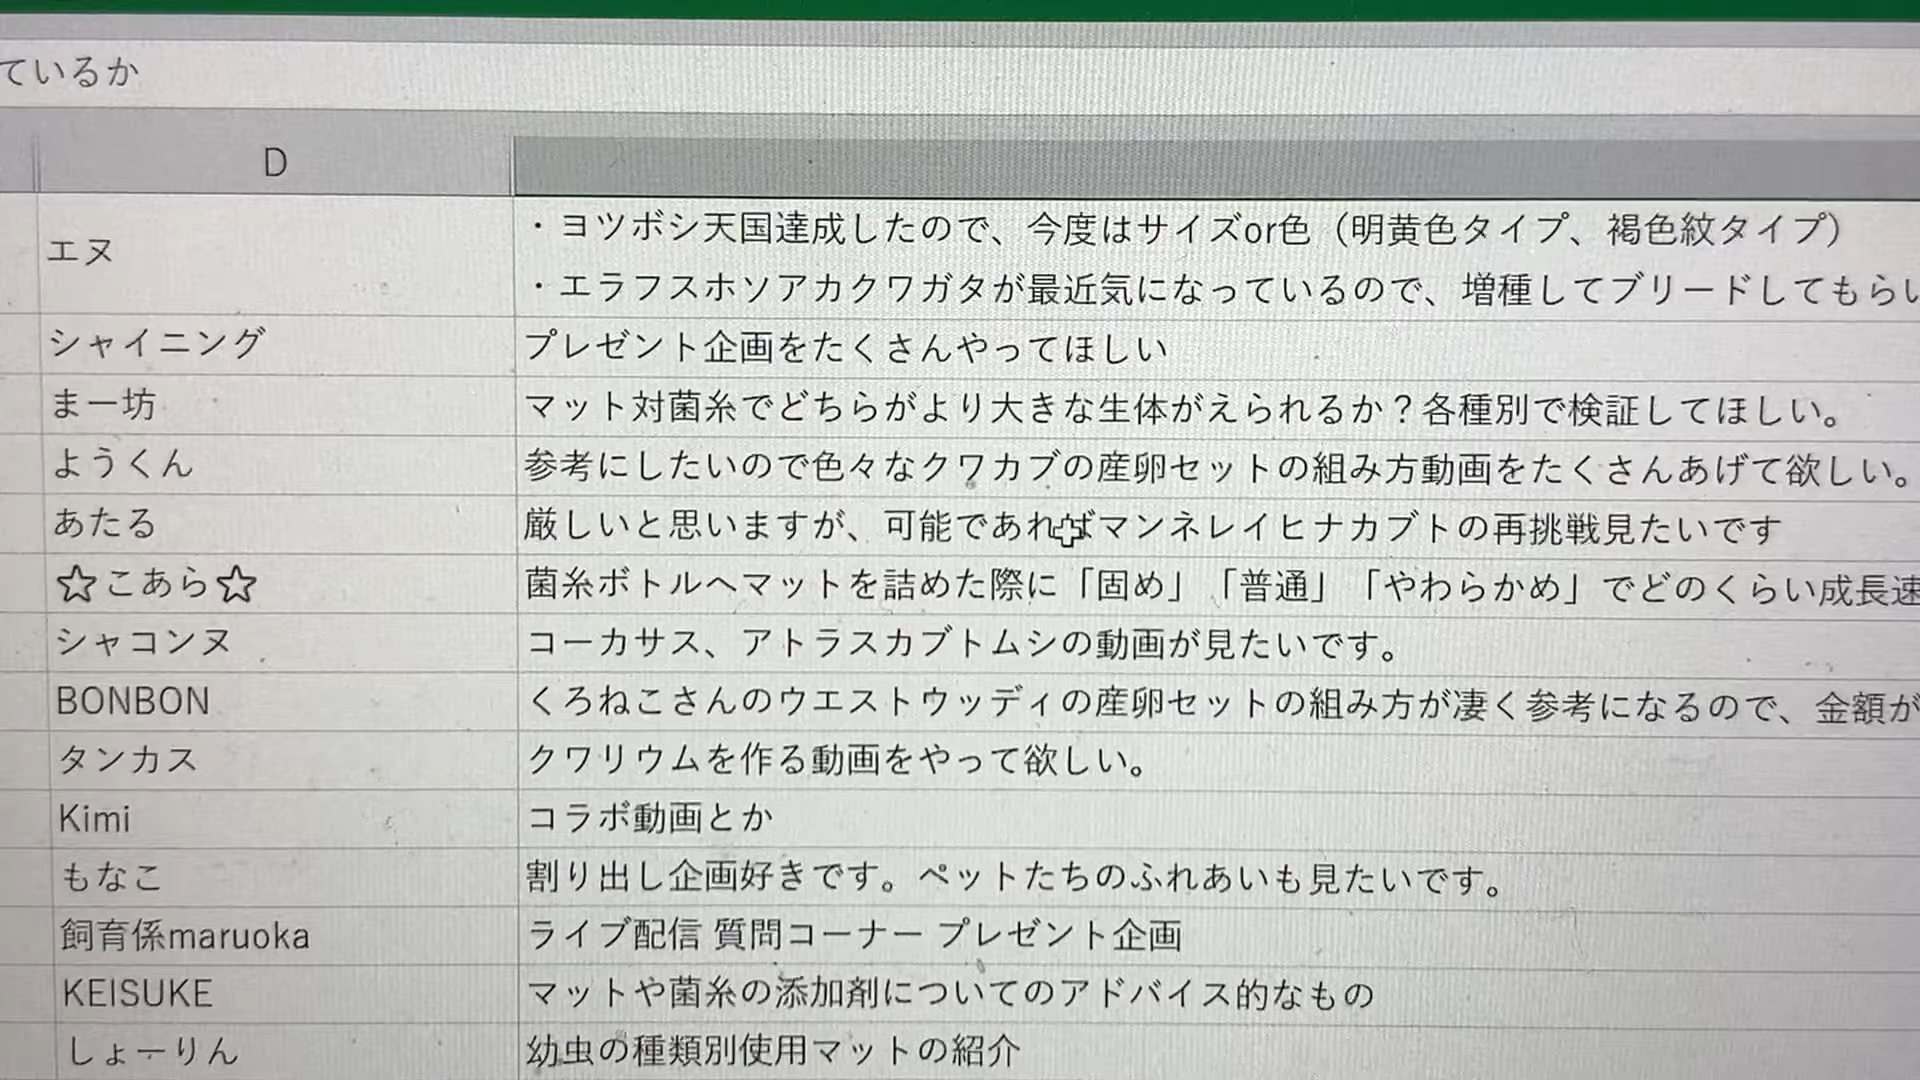 ているか
D
エヌ
・ヨツボシ天国達成したので、今度はサイズor色（明黄色タイプ、褐色紋タイプ）
・エラフスホソアカクワガタが最近気になっているので、増種してブリードしてもらい
シャイニング
プレゼント企画をたくさんやってほしい
まー坊
マット対菌糸でどちらがより大きな生体がえられるか？各種別で検証してほしい。
ようくん
参考にしたいので色々なクワカブの産卵セットの組み方動画をたくさんあげて欲しい。
あたる
厳しいと思いますが、可能であればマンネレイヒナカブトの再挑戦見たいです
☆こあら☆
菌糸ボトルへマットを詰めた際に「固め」「普通」「やわらかめ」でどのくらい成長速
シャコンヌ
コーカサス、アトラスカブトムシの動画が見たいです。
BONBON
くろねこさんのウエストウッディの産卵セットの組み方が凄く参考になるので、金額が
タンカス
クワリウムを作る動画をやって欲しい。
Kimi
コラボ動画とか
もなこ
割り出し企画好きです。ペットたちのふれあいも見たいです。
飼育係maruoka
ライブ配信 質問コーナー プレゼント企画
KEISUKE
マットや菌糸の添加剤についてのアドバイス的なもの
しょーりん
幼虫の種類別使用マットの紹介